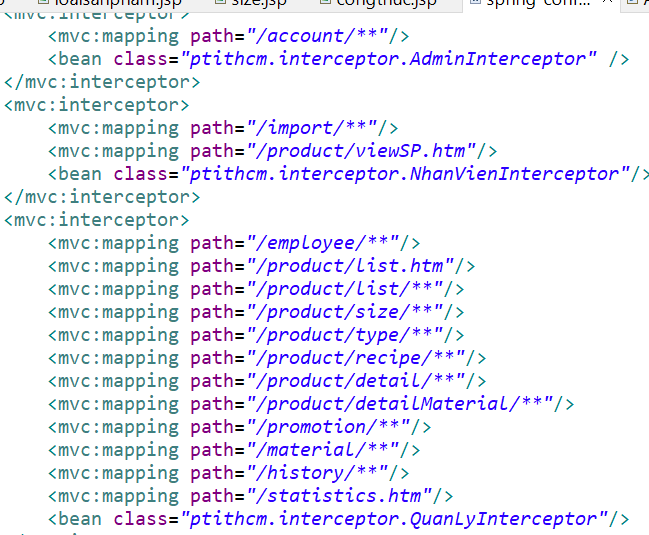 loaisanpham.jsp size.jsp congthuc.jsp
<mvc:interceptor>
<mvc:mapping path="/account/**"/>
<bean class="ptithcm.interceptor.AdminInterceptor" />
</mvc:interceptor>
<mvc:interceptor>
<mvc:mapping path="/import/**"/>
<mvc:mapping path="/product/viewSP.htm"/>
<bean class="ptithcm.interceptor.NhanVienInterceptor"/>
</mvc:interceptor>
<mvc:interceptor>
<mvc:mapping path="/employee/**"/>
<mvc:mapping path="/product/list.htm"/>
<mvc:mapping path="/product/list/**"/>
<mvc:mapping path="/product/size/**"/>
<mvc:mapping path="/product/type/**"/>
<mvc:mapping path="/product/recipe/**"/>
<mvc:mapping path="/product/detail/**"/>
<mvc:mapping path="/product/detailMaterial/**"/>
<mvc:mapping path="/promotion/**"/>
<mvc:mapping path="/material/**"/>
<mvc:mapping path="/history/**"/>
<mvc:mapping path="/statistics.htm"/>
<bean class="ptithcm.interceptor.QuanLyInterceptor"/>